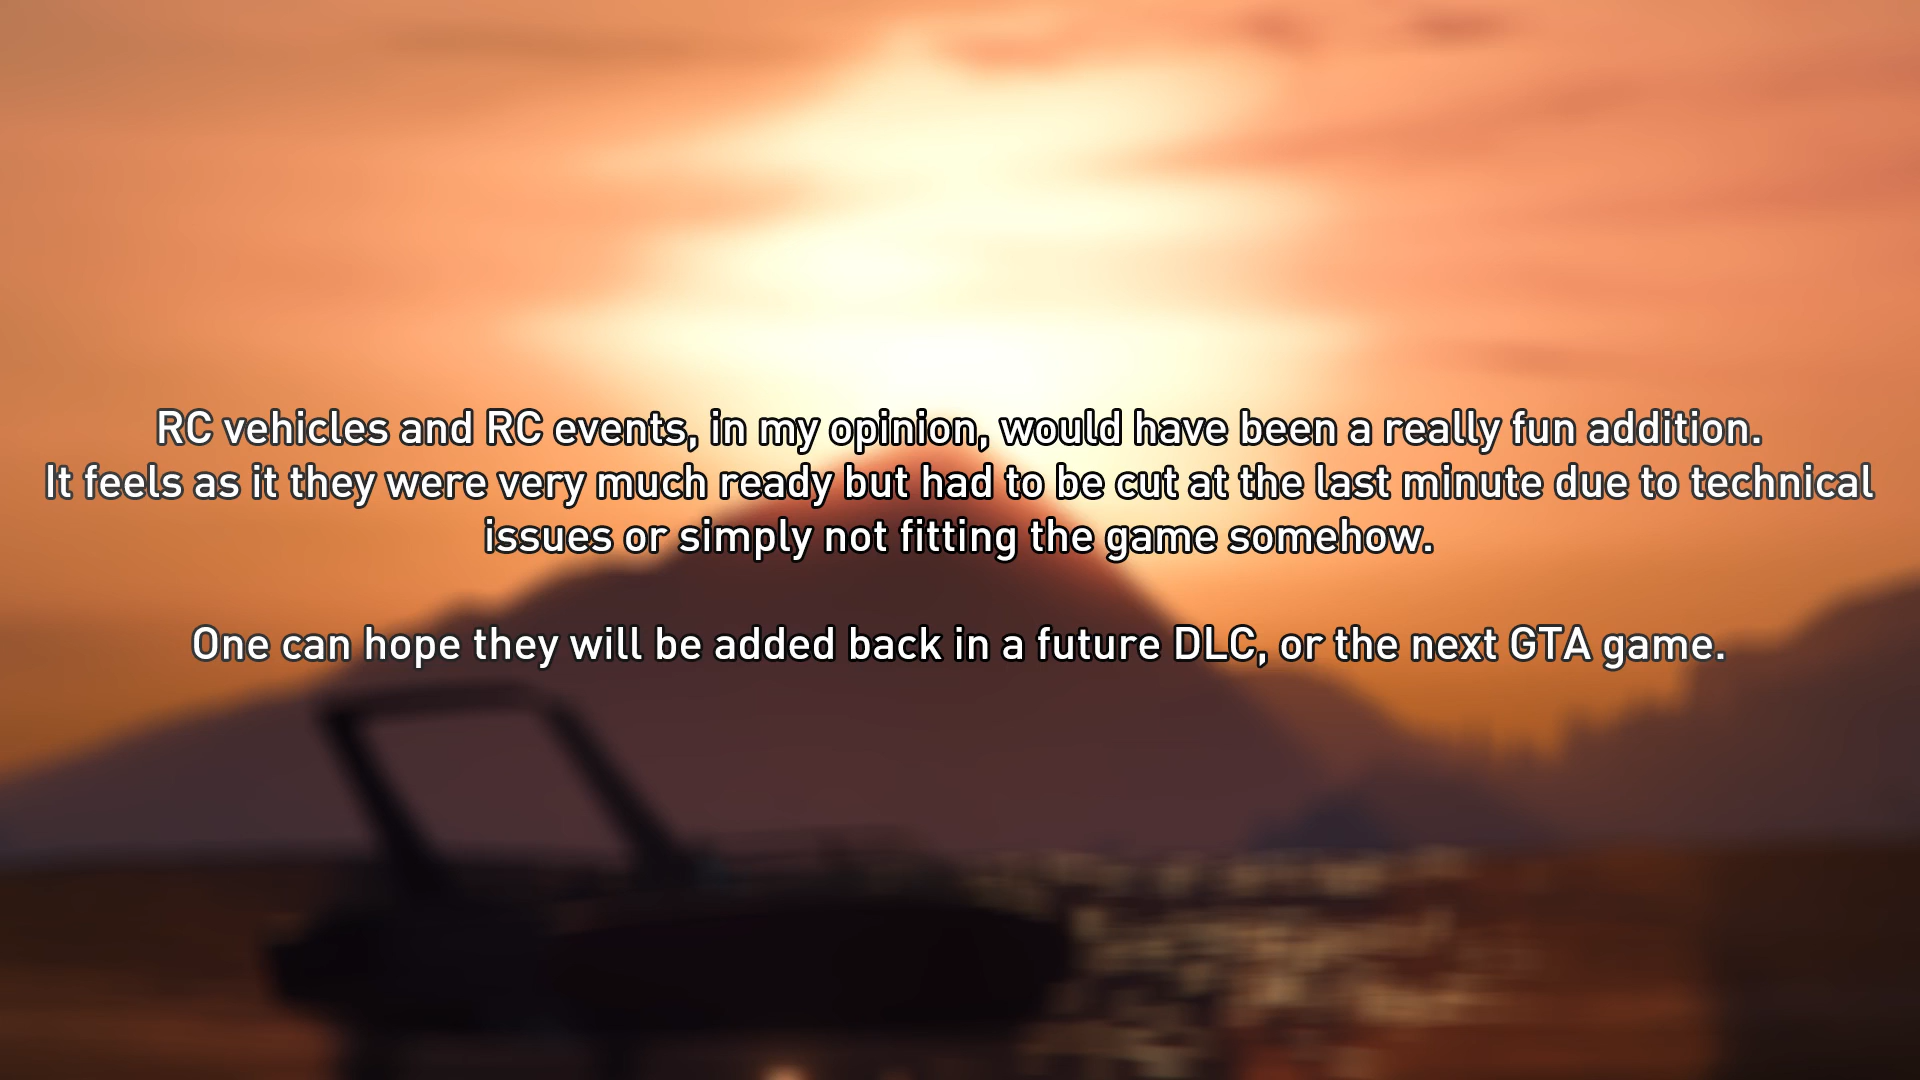 RC vehicles and RC events, in my opinion, would have been a really fun addition.
It feels as it they were very much ready but had to be cut at the last minute due to technical
issues or simply not fitting the game somehow.
One can hope they will be added back in a future DLC, or the next GTA game.